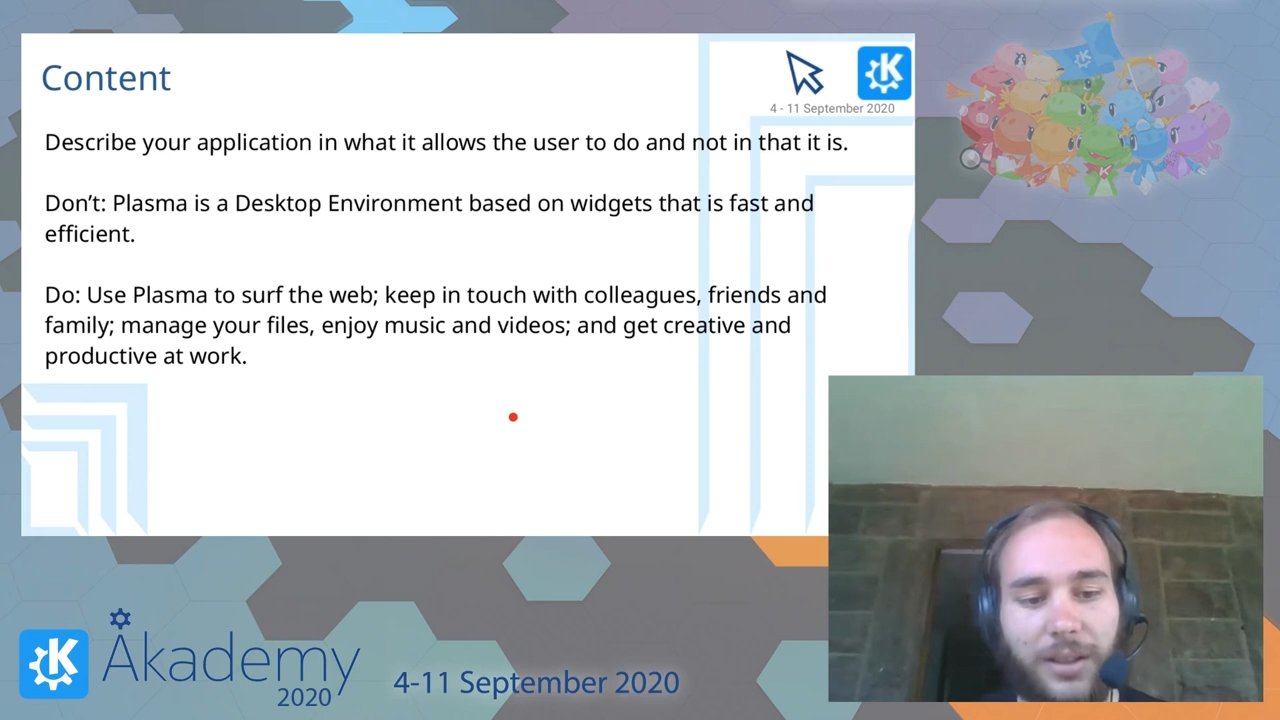 Content
4 - 11 September 2020
Describe your application in what it allows the user to do and not in that it is.
Don’t: Plasma is a Desktop Environment based on widgets that is fast and
efficient.
Do: Use Plasma to surf the web; keep in touch with colleagues, friends and
family; manage your files, enjoy music and videos; and get creative and
productive at work.
Akademy
2020
4-11 September 2020